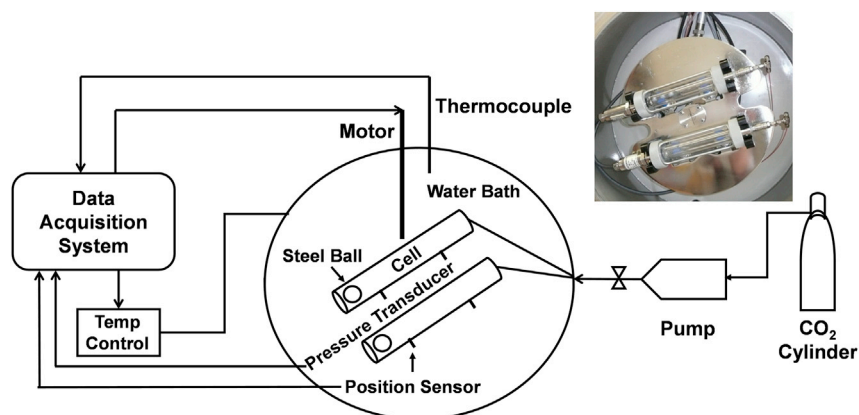 Thermocouple
Motor
Data
Acquisition
System
Water Bath
Steel Ball
Cell
Pressure Transducer
Temp
Control
Position Sensor
Pump
CO₂
Cylinder